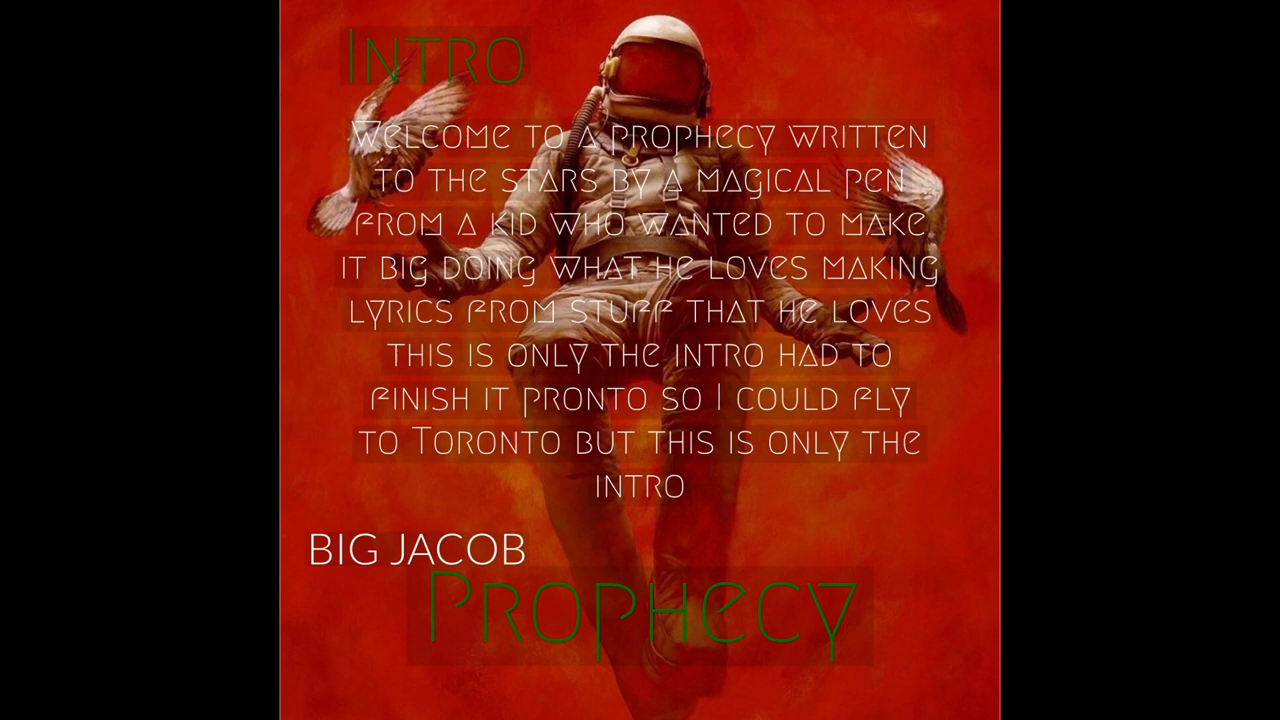 Intro
Welcome to a prophecy written
to the stars by a magical pen
from a kid who wanted to make
it big doing what he loves making
lyrics from stuff that he loves
this is only the intro had to
finish it pronto so I could fly
to Toronto but this is only the
intro
BIG JACOB
Prophecy